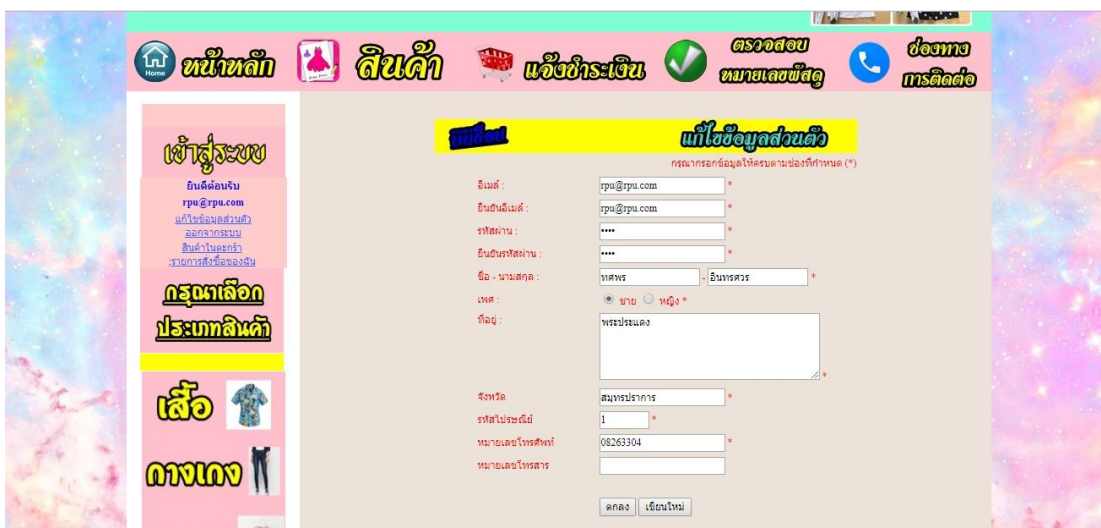 Home
หน้าหลัก
สินค้า
แจ้งชำระเงิน
ตรวจสอบ
หมายเลขพัสดุ
ช่องทาง
การติดต่อ
เข้าสู่ระบบ
ยินดีต้อนรับ
rpu@rpu.com
แก้ไขข้อมูลส่วนตัว
ออกจากระบบ
สินค้าในตะกร้า
;รายการสั่งซื้อของฉัน
กรุณาเลือก
ประเภทสินค้า
เสื้อ
กางเกง
แก้ไขข้อมูลส่วนตัว
กรุณากรอกข้อมูลให้ครบตามช่องที่กำหนด (*)
อีเมล์ : rpu@rpu.com *
ยืนยันอีเมล์ : rpu@rpu.com *
รหัสผ่าน : •••• *
ยืนยันรหัสผ่าน : •••• *
ชื่อ - นามสกุล : ทศพร - อินทรศวร *
เพศ : ชาย หญิง *
ที่อยู่ : พระประแดง *
จังหวัด สมุทรปราการ *
รหัสไปรษณีย์ 1 *
หมายเลขโทรศัพท์ 08263304 *
หมายเลขโทรสาร
ตกลง เขียนใหม่